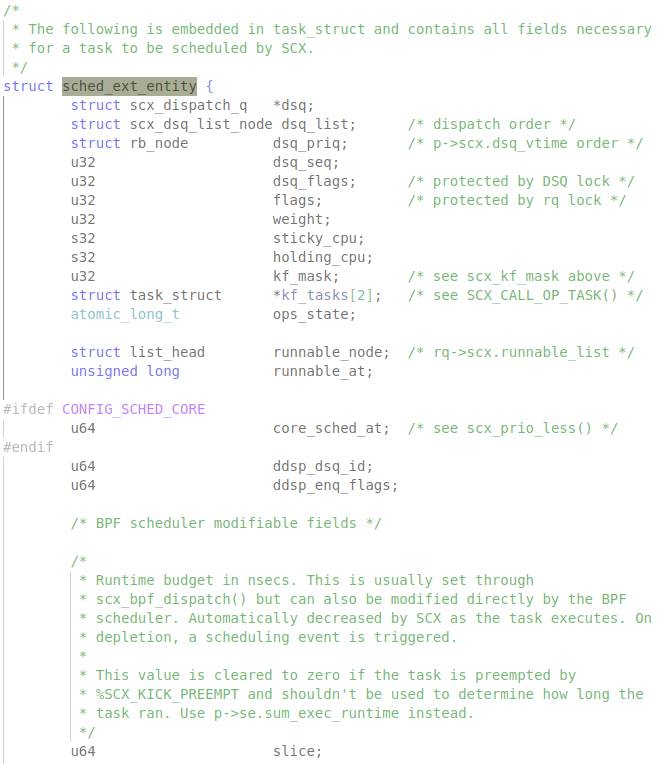 /*
 * The following is embedded in task_struct and contains all fields necessary
 * for a task to be scheduled by SCX.
 */
struct sched_ext_entity {
        struct scx_dispatch_q   *dsq;
        struct scx_dsq_list_node dsq_list;      /* dispatch order */
        struct rb_node          dsq_priq;       /* p->scx.dsq_vtime order */
        u32                     dsq_seq;
        u32                     dsq_flags;      /* protected by DSQ lock */
        u32                     flags;          /* protected by rq lock */
        u32                     weight;
        s32                     sticky_cpu;
        s32                     holding_cpu;
        u32                     kf_mask;        /* see scx_kf_mask above */
        struct task_struct      *kf_tasks[2];   /* see SCX_CALL_OP_TASK() */
        atomic_long_t           ops_state;

        struct list_head        runnable_node;  /* rq->scx.runnable_list */
        unsigned long           runnable_at;

#ifdef CONFIG_SCHED_CORE
        u64                     core_sched_at;  /* see scx_prio_less() */
#endif
        u64                     ddsp_dsq_id;
        u64                     ddsp_enq_flags;

        /* BPF scheduler modifiable fields */

        /*
         * Runtime budget in nsecs. This is usually set through
         * scx_bpf_dispatch() but can also be modified directly by the BPF
         * scheduler. Automatically decreased by SCX as the task executes. On
         * depletion, a scheduling event is triggered.
         *
         * This value is cleared to zero if the task is preempted by
         * %SCX_KICK_PREEMPT and shouldn't be used to determine how long the
         * task ran. Use p->se.sum_exec_runtime instead.
         */
        u64                     slice;